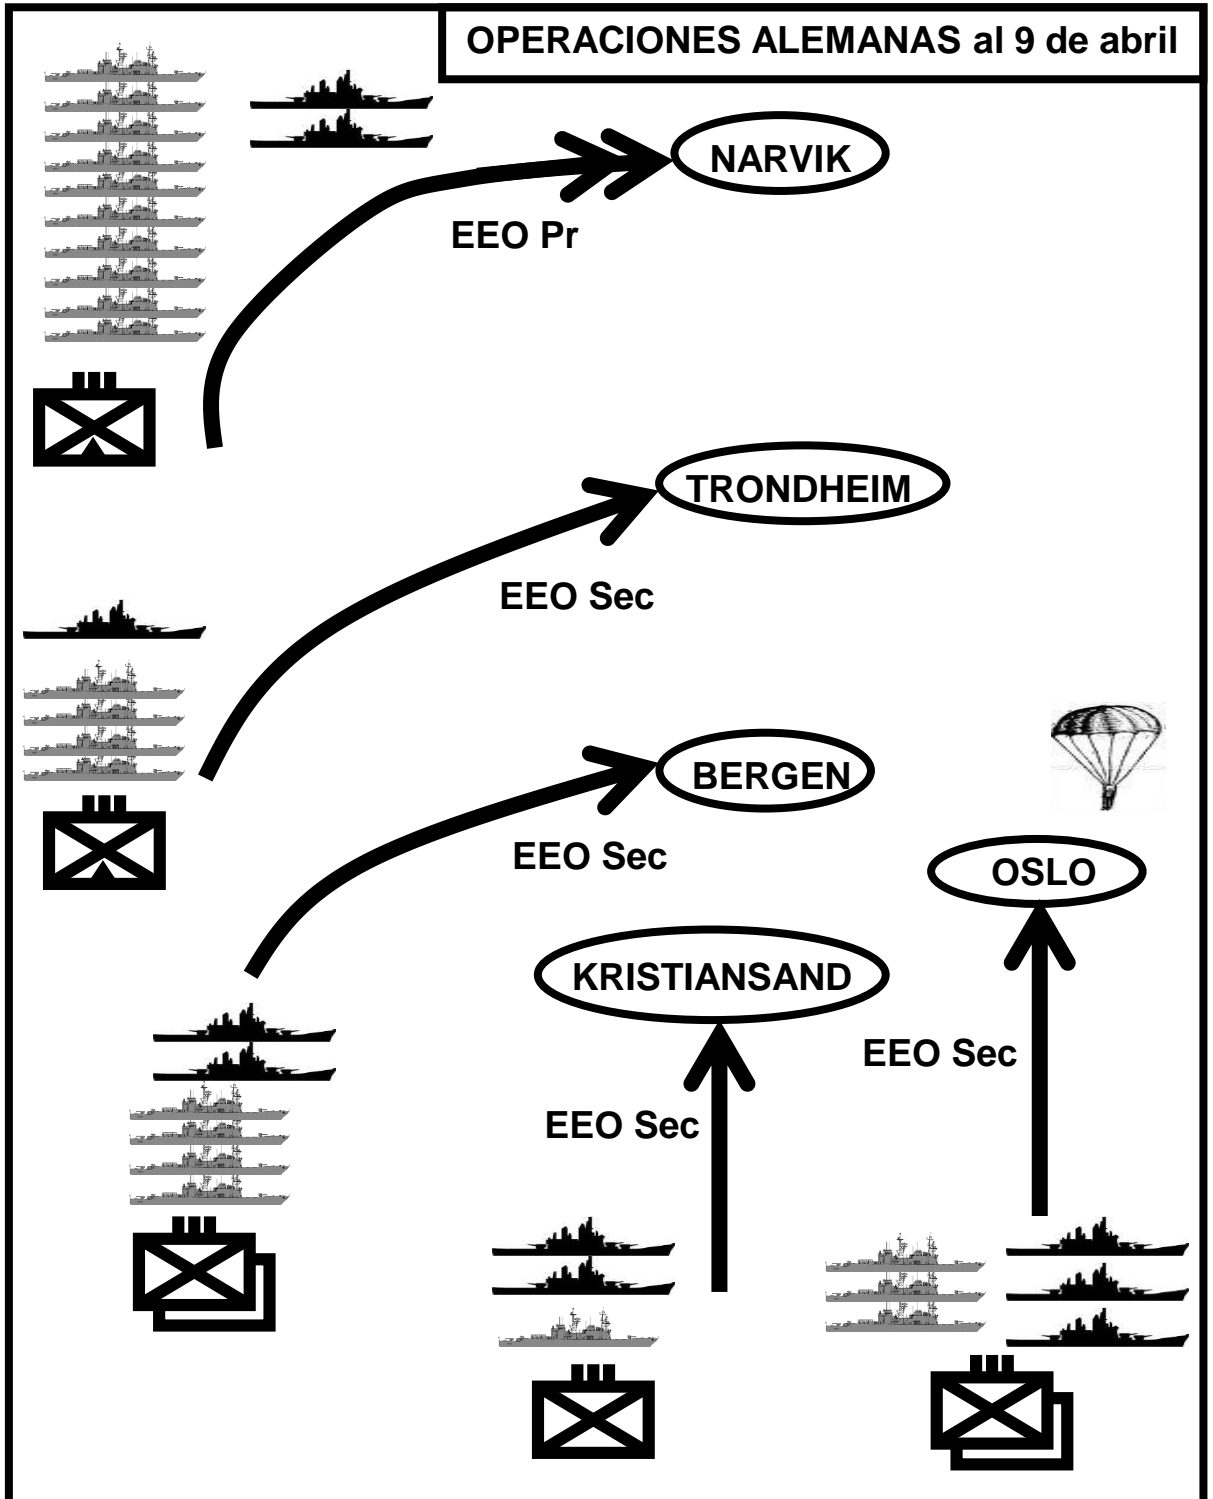 OPERACIONES ALEMANAS al 9 de abril
NARVIK
EEO Pr
TRONDHEIM
EEO Sec
BERGEN
EEO Sec
OSLO
KRISTIANSAND
EEO Sec
EEO Sec